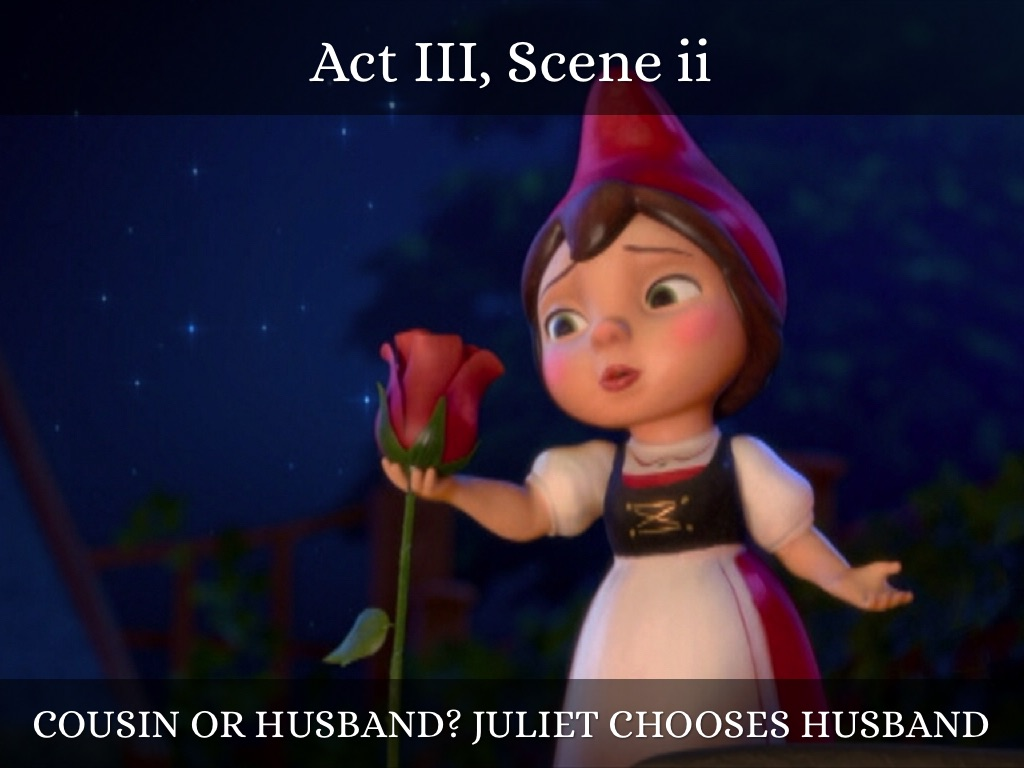 Act III, Scene ii
COUSIN OR HUSBAND? JULIET CHOOSES HUSBAND